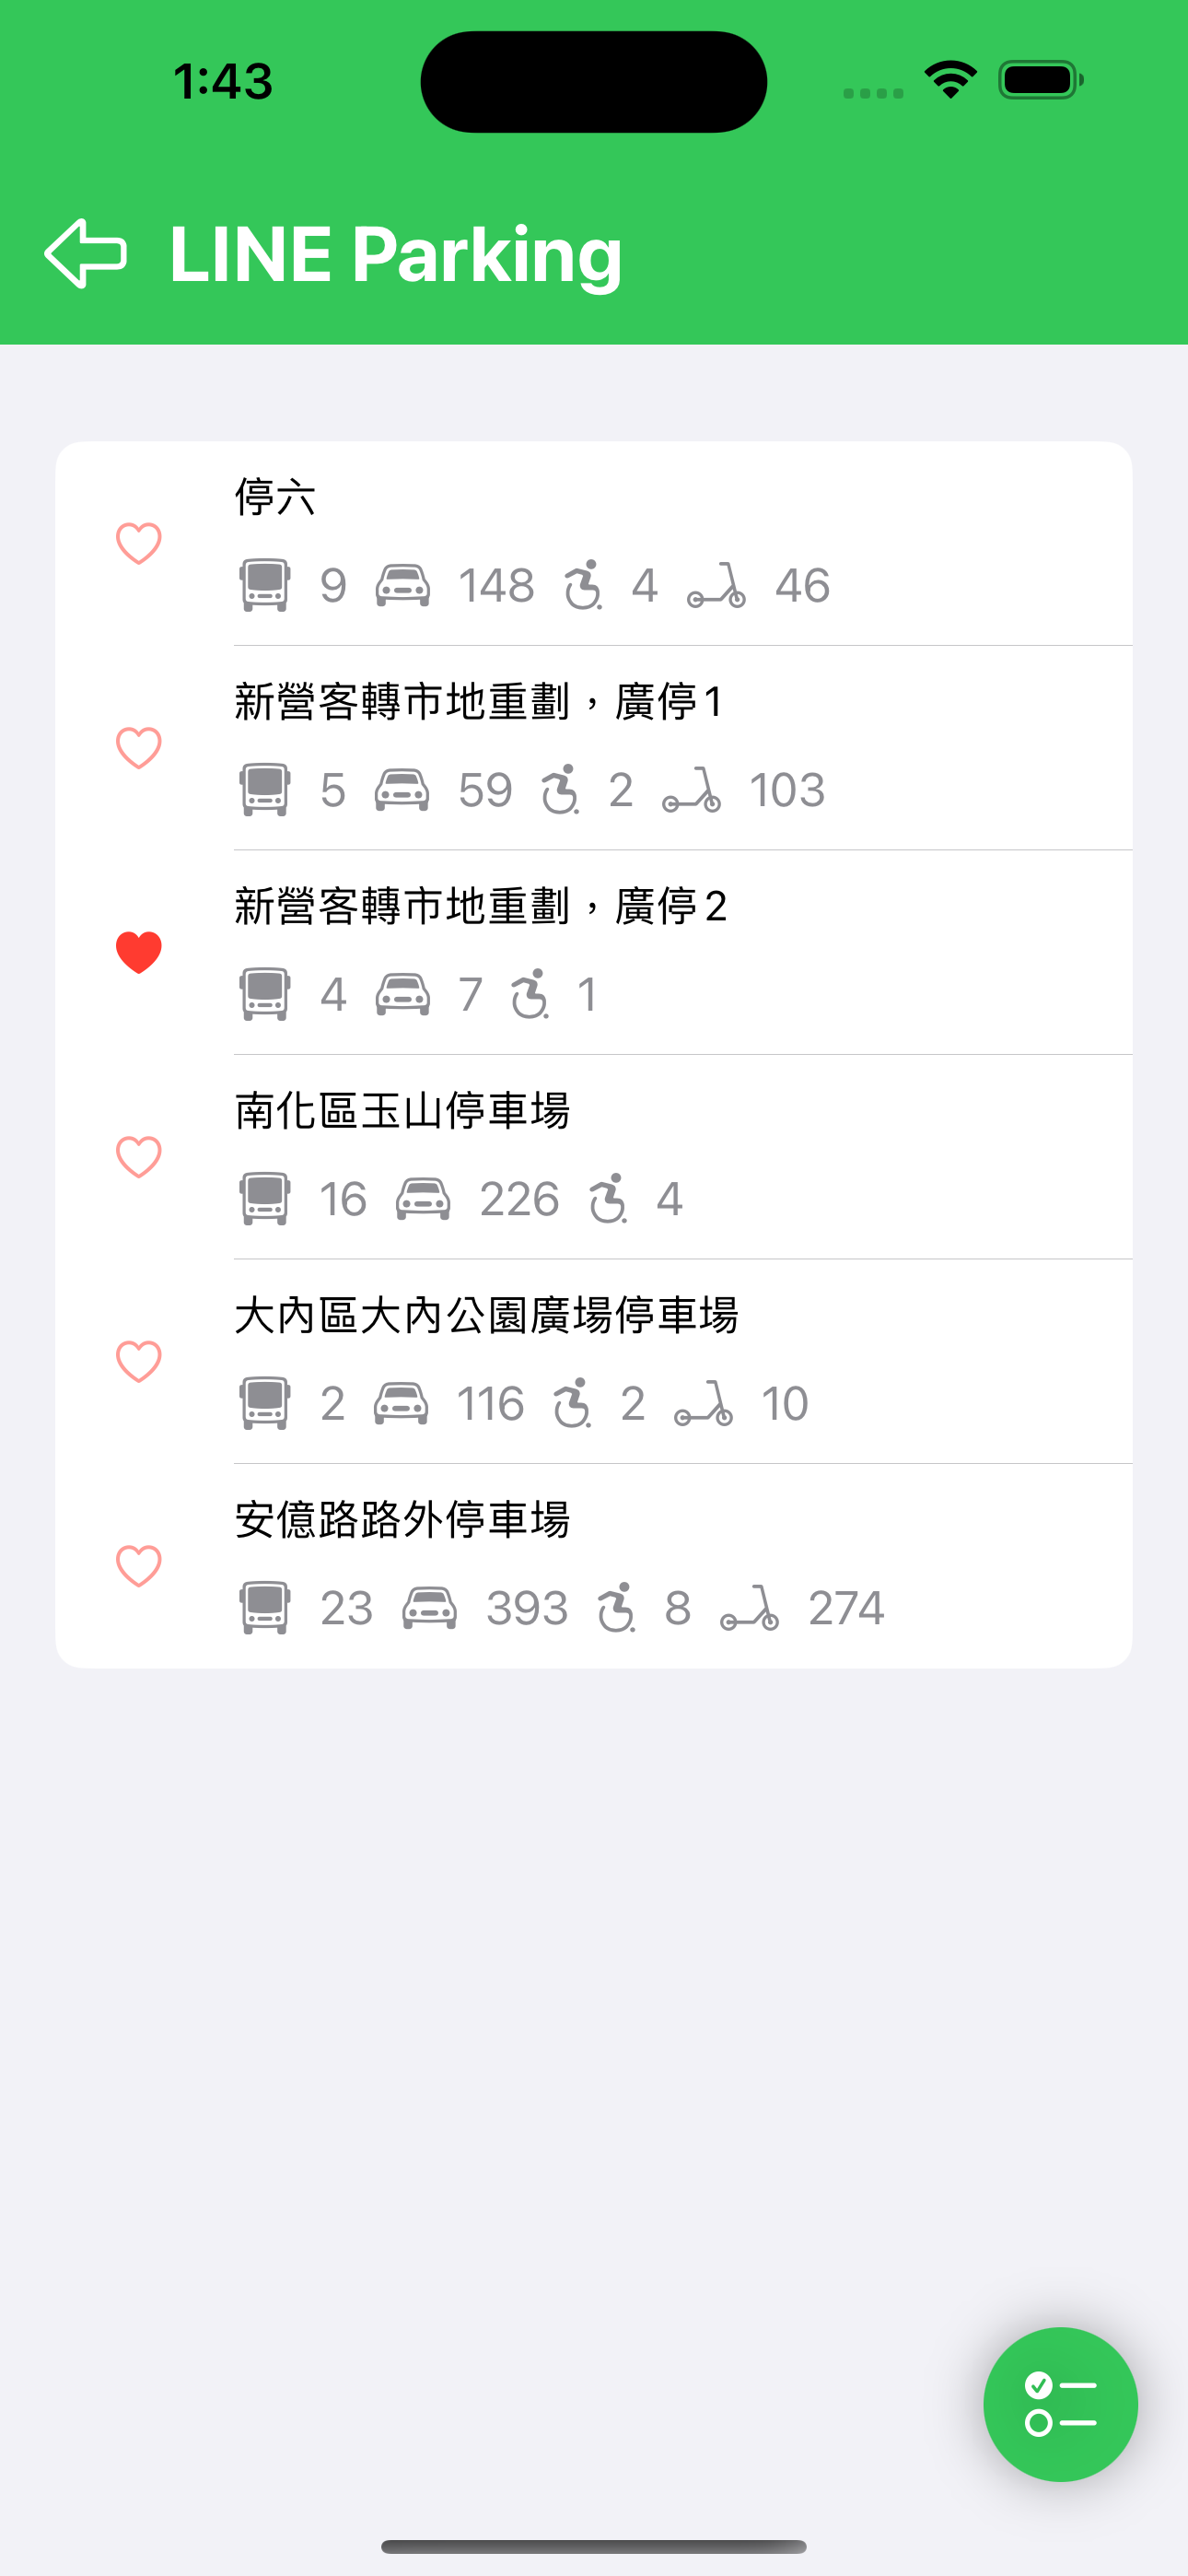 1:43
LINE Parking
停六
9 148 4 46
新營客轉市地重劃，廣停1
5 59 2 103
新營客轉市地重劃，廣停2
4 7 1
南化區玉山停車場
16 226 4
大內區大內公園廣場停車場
2 116 2 10
安億路路外停車場
23 393 8 274